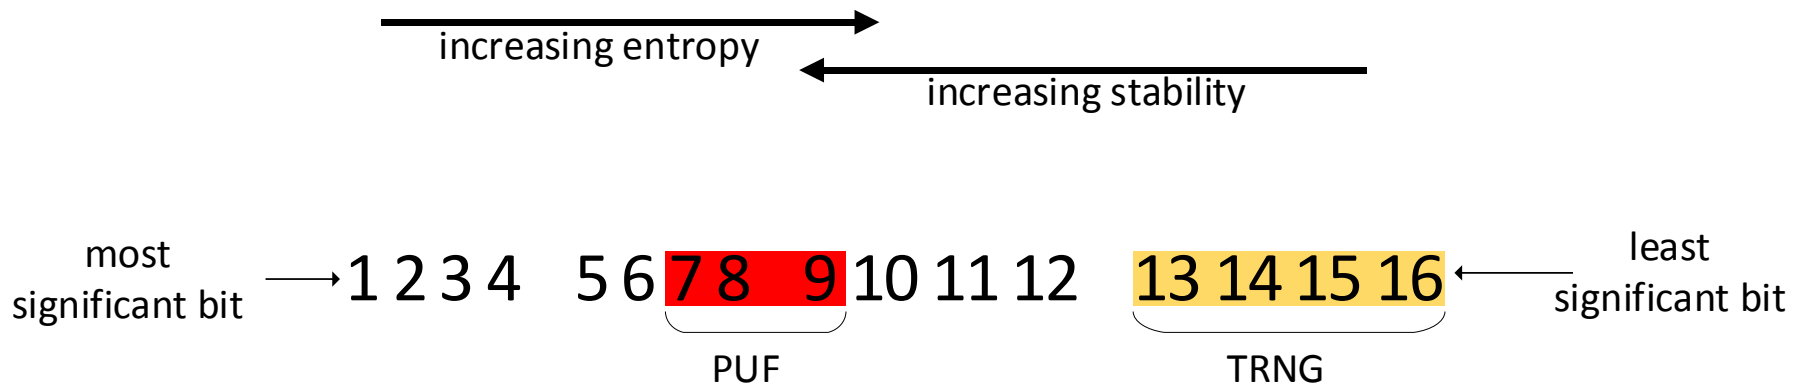 increasing entropy
increasing stability
most
significant bit
1 2 3 4 5 6 7 8 9 10 11 12 13 14 15 16
least
significant bit
PUF
TRNG